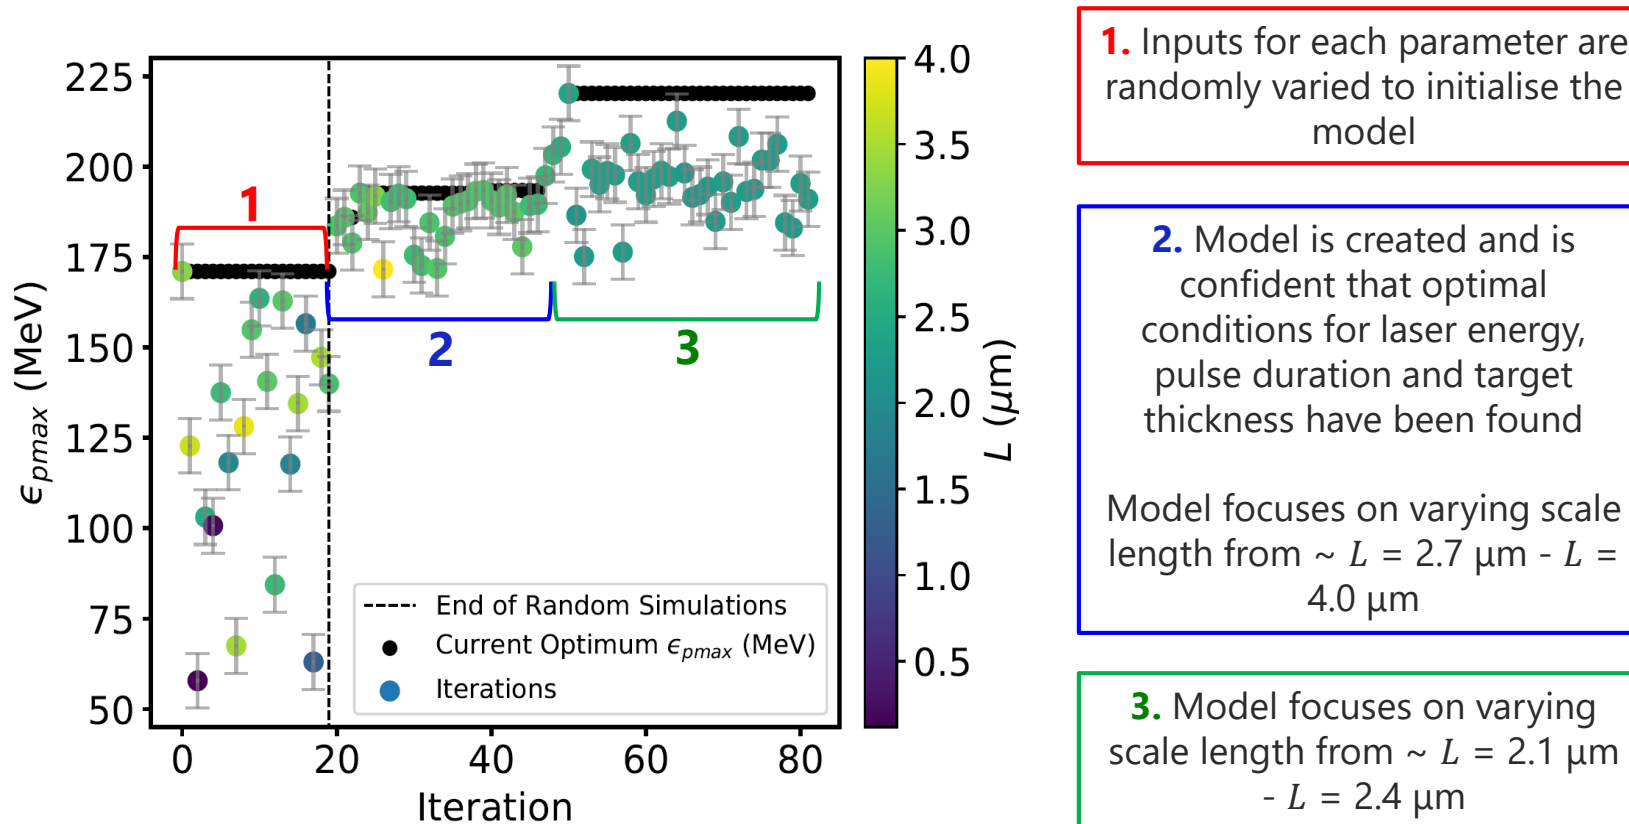 225
200
175
150
125
100
75
50
ϵpmax (MeV)
0
20
40
60
80
Iteration
1
2
3
End of Random Simulations
Current Optimum ϵpmax (MeV)
Iterations
4.0
3.5
3.0
2.5
2.0
1.5
1.0
0.5
L (μm)
1. Inputs for each parameter are
randomly varied to initialise the
model
2. Model is created and is
confident that optimal
conditions for laser energy,
pulse duration and target
thickness have been found
Model focuses on varying scale
length from ~ L = 2.7 μm - L =
4.0 μm
3. Model focuses on varying
scale length from ~ L = 2.1 μm
- L = 2.4 μm